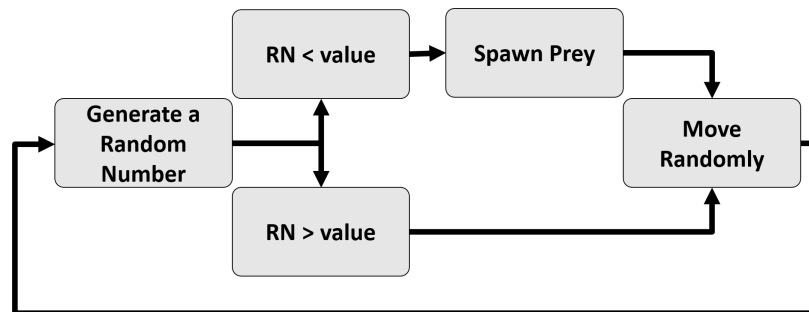 RN < value
Spawn Prey
Generate a
Random
Number
Move
Randomly
RN > value